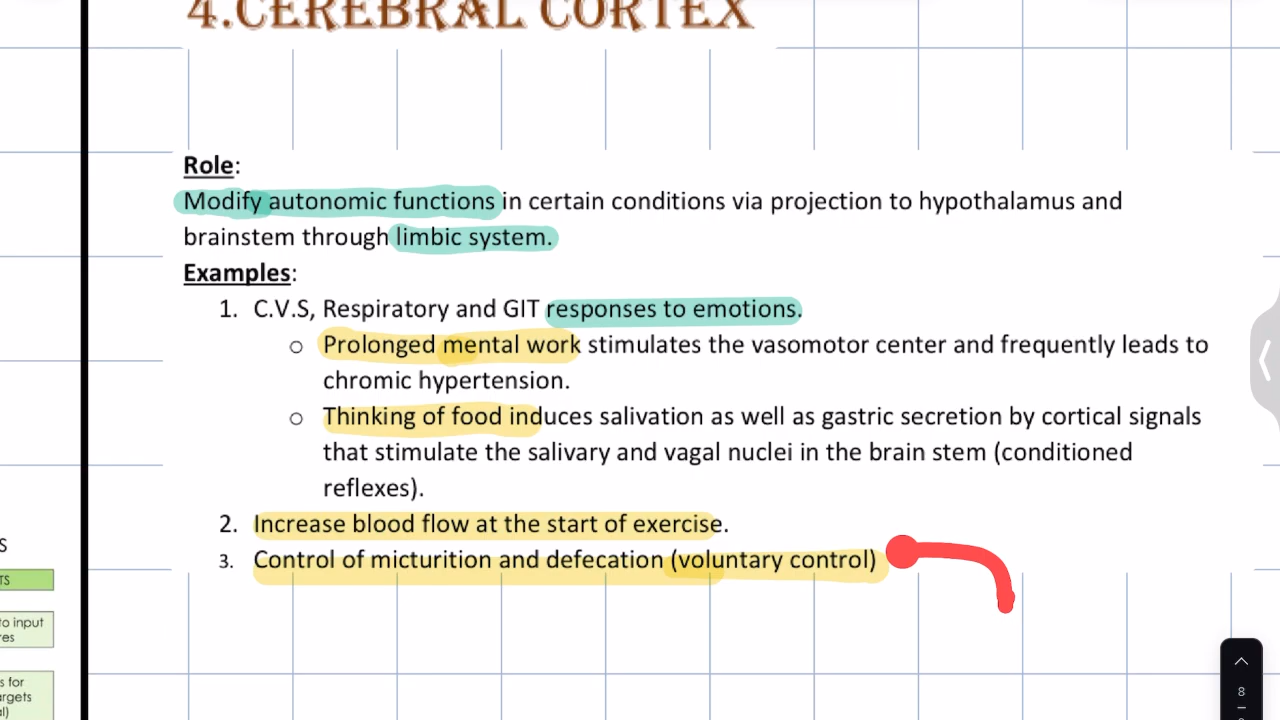 4.CEREBRAL CORTEX
Role:
Modify autonomic functions in certain conditions via projection to hypothalamus and
brainstem through limbic system.
Examples:
1. C.V.S, Respiratory and GIT responses to emotions.
o Prolonged mental work stimulates the vasomotor center and frequently leads to
chromic hypertension.
o Thinking of food induces salivation as well as gastric secretion by cortical signals
that stimulate the salivary and vagal nuclei in the brain stem (conditioned
reflexes).
2. Increase blood flow at the start of exercise.
3. Control of micturition and defecation (voluntary control)
S
TS
to input
res
s for
argets
al)
8